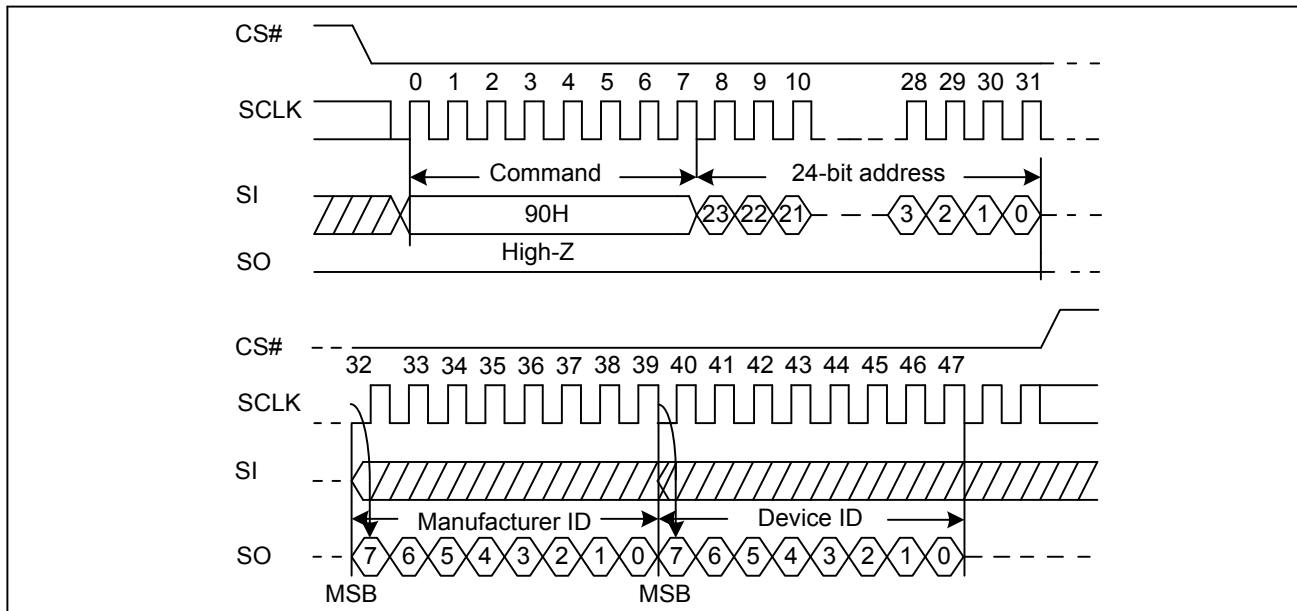 CS#
0 1 2 3 4 5 6 7 8 9 10 28 29 30 31
SCLK
Command 24-bit address
SI
90H 23 22 21 3 2 1 0
High-Z
SO
CS#
32 33 34 35 36 37 38 39 40 41 42 43 44 45 46 47
SCLK
SI
Manufacturer ID Device ID
SO 7 6 5 4 3 2 1 0 7 6 5 4 3 2 1 0
MSB MSB